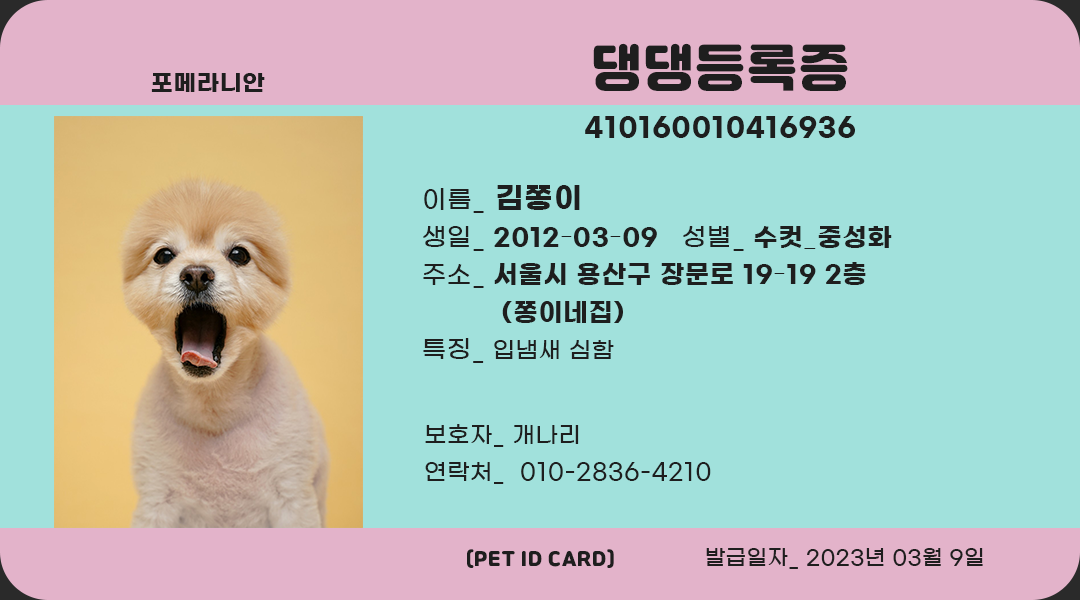 포메라니안
댕댕등록증
410160010416936
이름_ 김쫑이
생일_ 2012-03-09 성별_ 수컷_중성화
주소_ 서울시 용산구 장문로 19-19 2층
(쫑이네집)
특징_ 입냄새 심함
보호자_ 개나리
연락처_ 010-2836-4210
(PET ID CARD)
발급일자_ 2023년 03월 9일